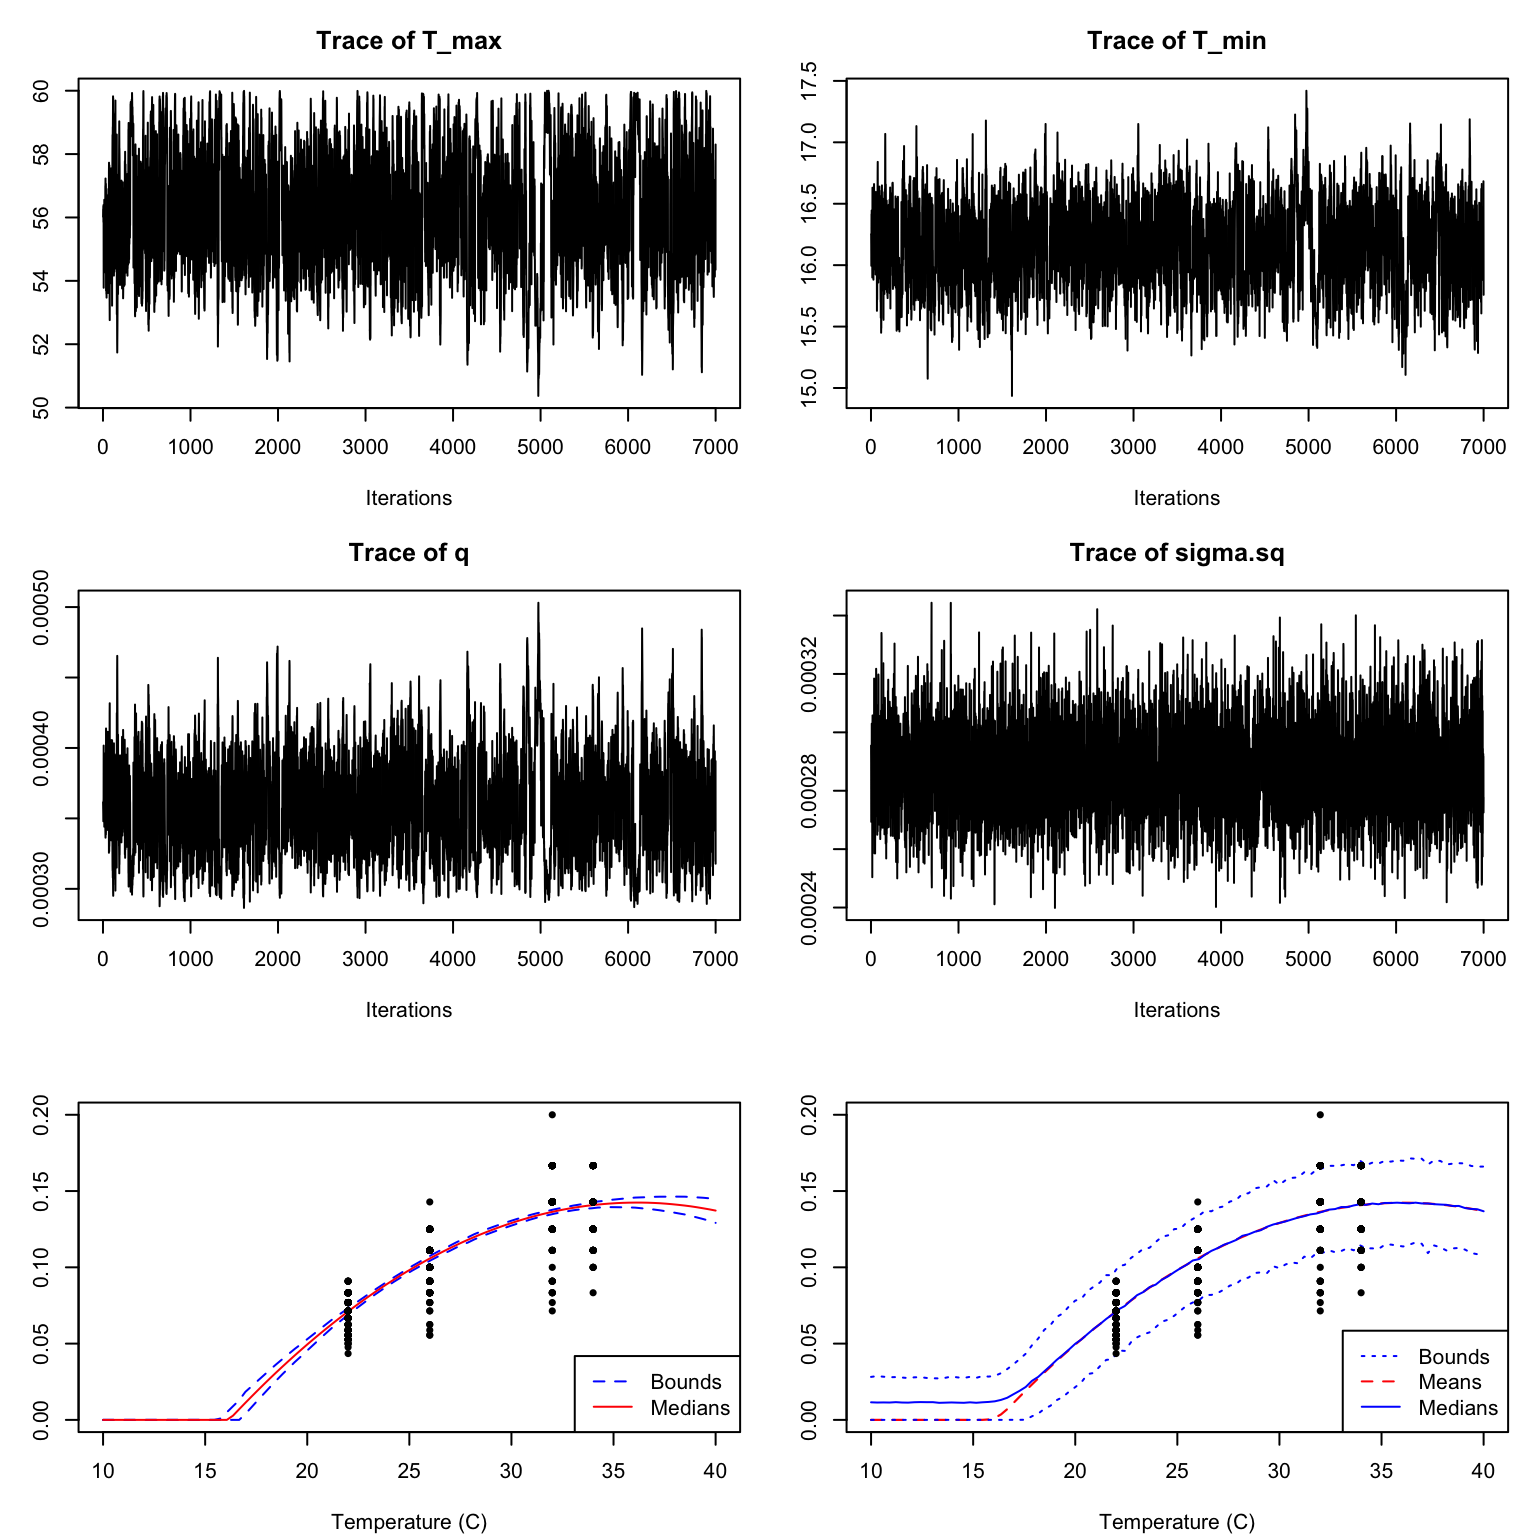 Trace of T_max
60
58
56
54
52
50
0 1000 2000 3000 4000 5000 6000 7000
Iterations
Trace of T_min
17.5
17.0
16.5
16.0
15.5
15.0
0 1000 2000 3000 4000 5000 6000 7000
Iterations
Trace of q
0.00050
0.00040
0.00030
0 1000 2000 3000 4000 5000 6000 7000
Iterations
Trace of sigma.sq
0.00032
0.00028
0.00024
0 1000 2000 3000 4000 5000 6000 7000
Iterations
0.20
0.15
0.10
0.05
0.00
Bounds
Medians
10 15 20 25 30 35 40
Temperature (C)
0.20
0.15
0.10
0.05
0.00
Bounds
Means
Medians
10 15 20 25 30 35 40
Temperature (C)